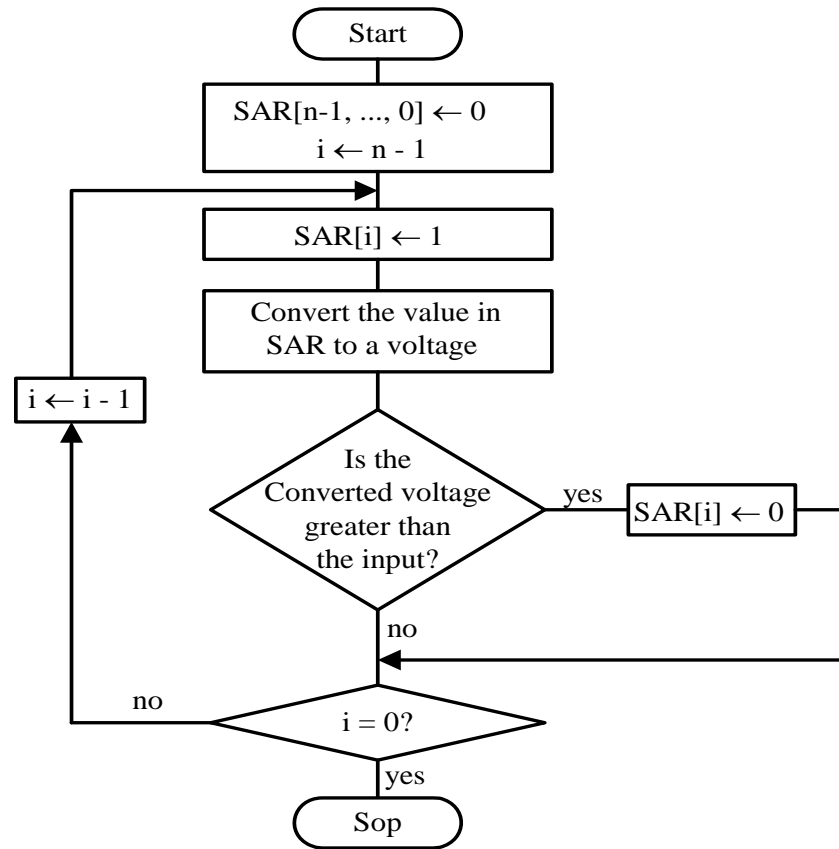 Start
SAR[n-1, ..., 0] ← 0
i ← n - 1
SAR[i] ← 1
Convert the value in
SAR to a voltage
i ← i - 1
Is the
Converted voltage
greater than
the input?
yes
SAR[i] ← 0
no
no
i = 0?
yes
Sop